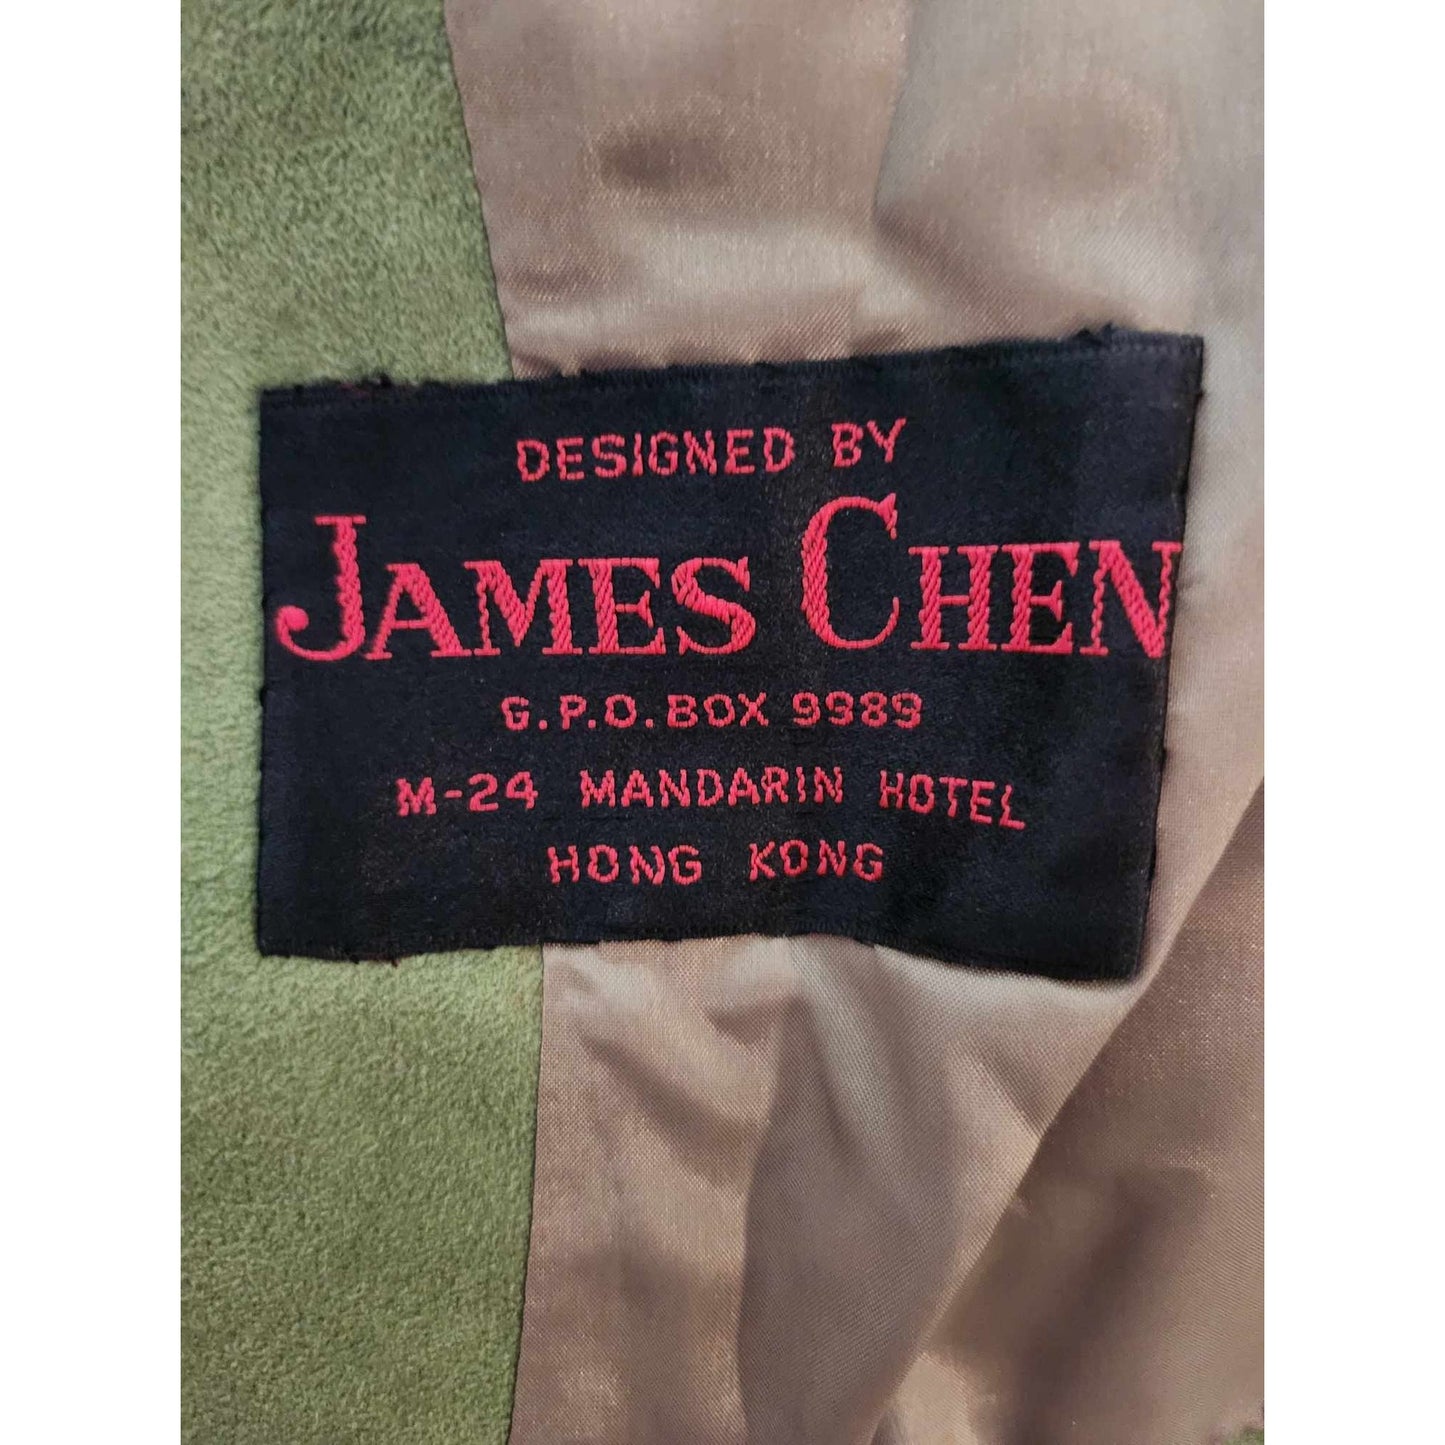 DESIGNED BY
JAMES CHEN
G.P.O. BOX 9989
M-24 MANDARIN HOTEL
HONG KONG